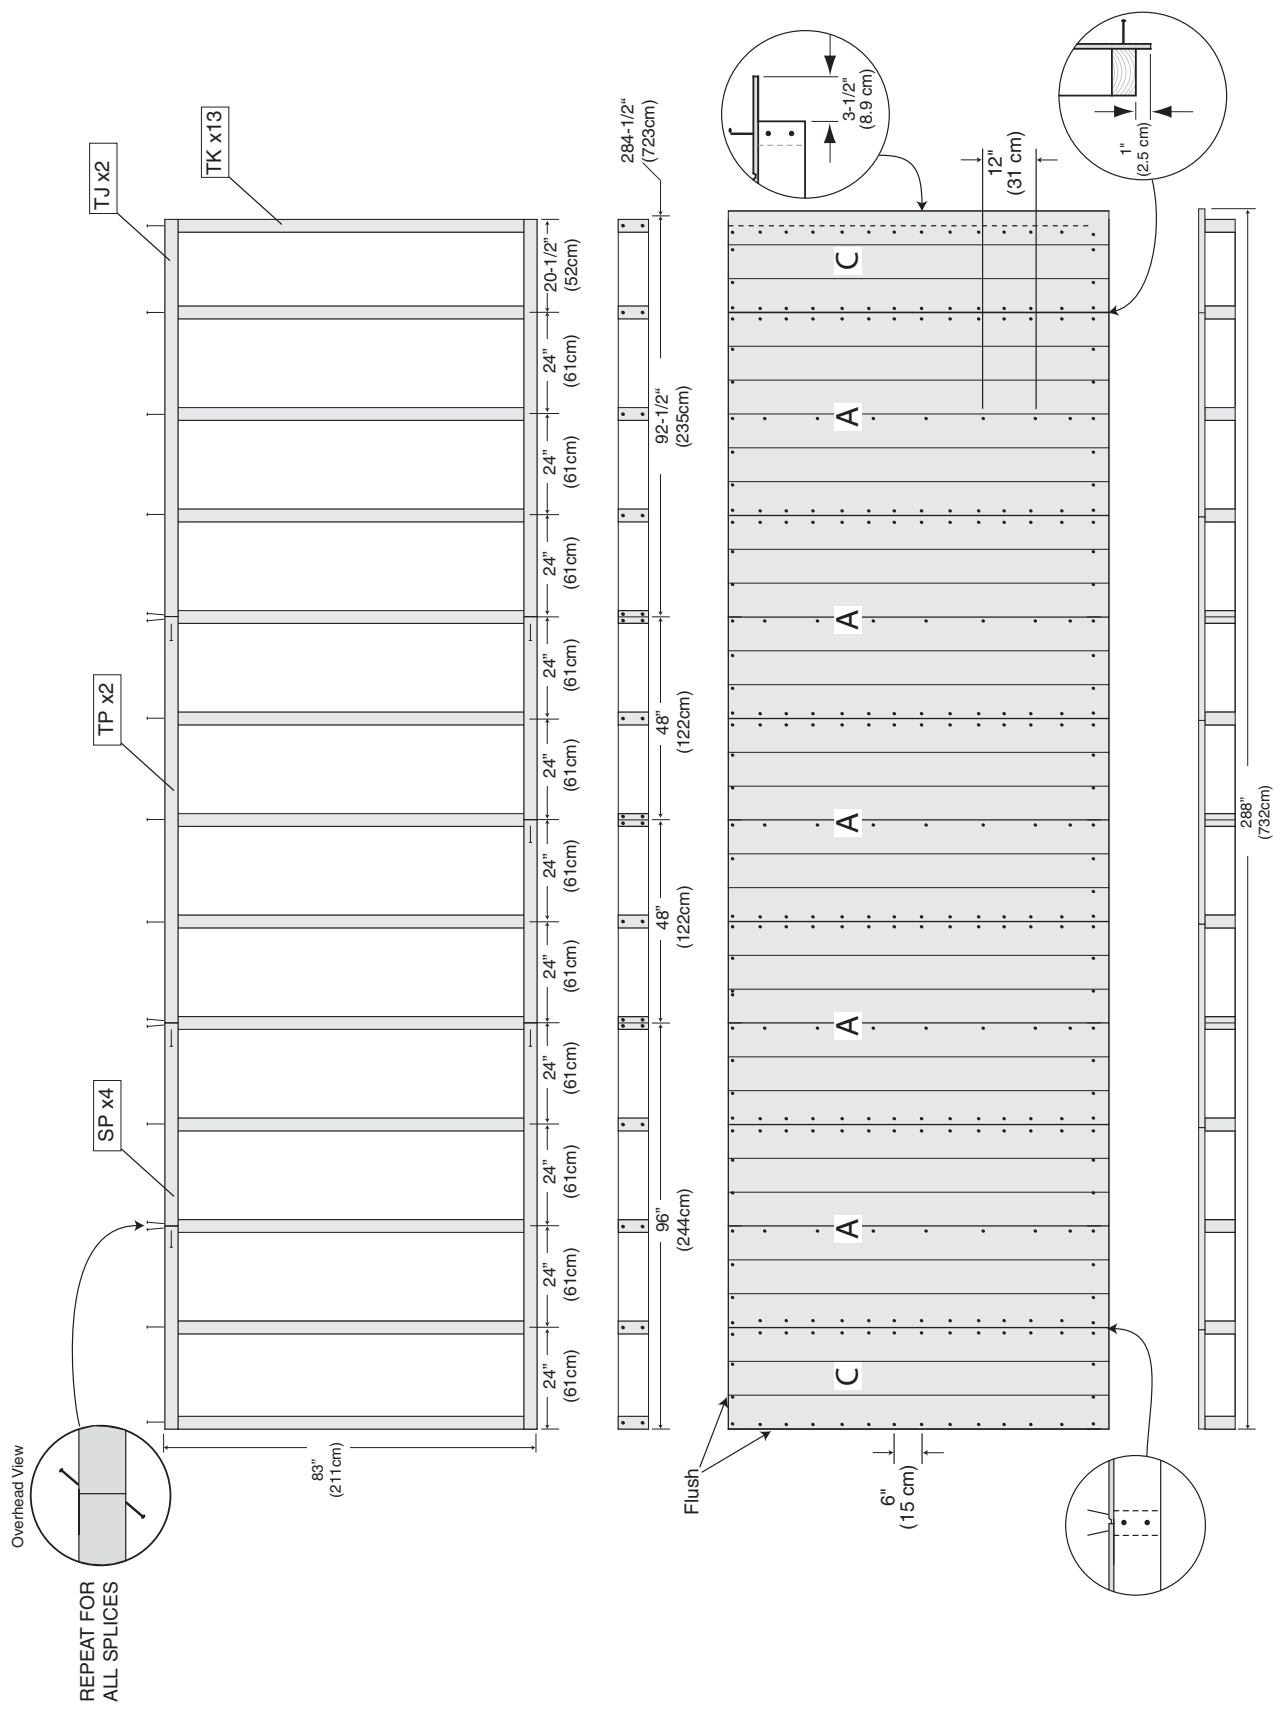 Overhead View
REPEAT FOR
ALL SPLICES
SP x4
TP x2
TJ x2
TK x13
83"
(211cm)
24"
(61cm)
24"
(61cm)
24"
(61cm)
24"
(61cm)
24"
(61cm)
24"
(61cm)
24"
(61cm)
24"
(61cm)
24"
(61cm)
24"
(61cm)
24"
(61cm)
20-1/2"
(52cm)
96"
(244cm)
48"
(122cm)
48"
(122cm)
92-1/2"
(235cm)
284-1/2"
(723cm)
Flush
C
A
A
A
A
A
C
6"
(15 cm)
12"
(31 cm)
3-1/2"
(8.9 cm)
1"
(2.5 cm)
288"
(732cm)